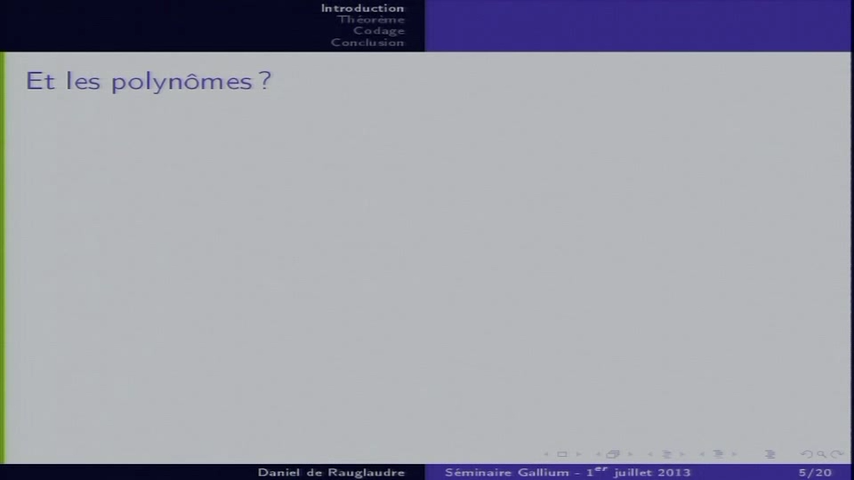 Introduction
Théorème
Codage
Conclusion
Et les polynômes ?
Daniel de Rauglaudre
Séminaire Gallium - 1er juillet 2013
5/20